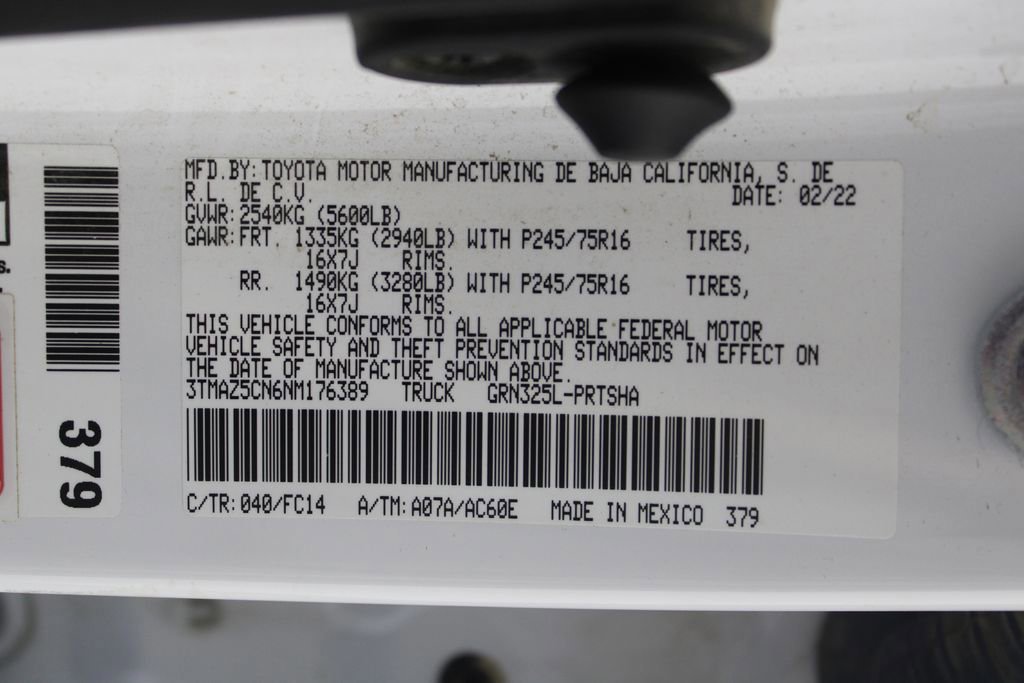 MFD.BY: TOYOTA MOTOR MANUFACTURING DE BAJA CALIFORNIA, S. DE
R.L. DE C.V. DATE: 02/22
GVWR: 2540KG (5600LB)
GAWR: FRT. 1335KG (2940LB) WITH P245/75R16 TIRES,
16X7J RIMS.
RR. 1490KG (3280LB) WITH P245/75R16 TIRES,
16X7J RIMS.
THIS VEHICLE CONFORMS TO ALL APPLICABLE FEDERAL MOTOR
VEHICLE SAFETY AND THEFT PREVENTION STANDARDS IN EFFECT ON
THE DATE OF MANUFACTURE SHOWN ABOVE.
3TMAZ5CN6NM176389 TRUCK GRN325L-PRTSHA
C/TR: 040/FC14 A/TM: A07A/AC60E MADE IN MEXICO 379
379